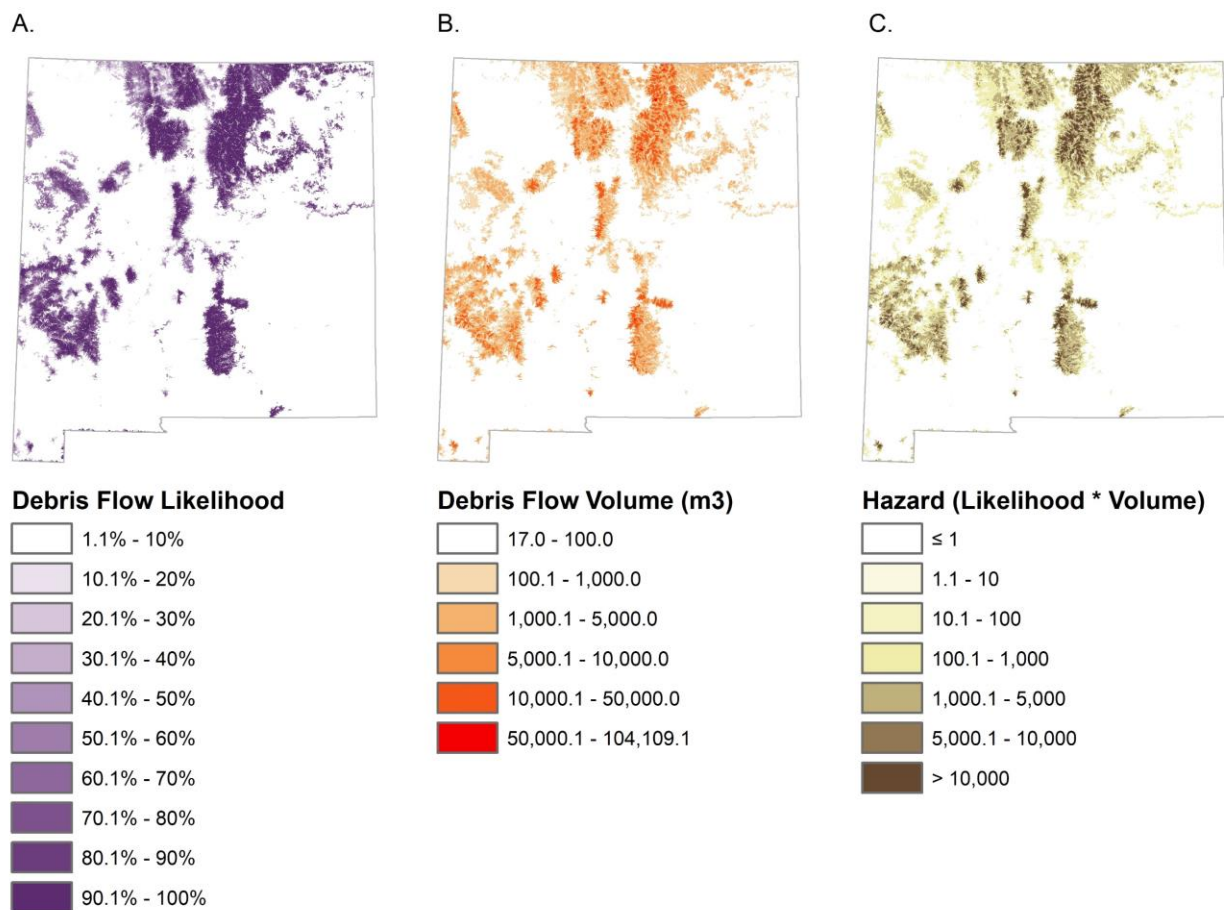 A.
B.
C.
Debris Flow Likelihood
1.1% - 10%
10.1% - 20%
20.1% - 30%
30.1% - 40%
40.1% - 50%
50.1% - 60%
60.1% - 70%
70.1% - 80%
80.1% - 90%
90.1% - 100%
Debris Flow Volume (m3)
17.0 - 100.0
100.1 - 1,000.0
1,000.1 - 5,000.0
5,000.1 - 10,000.0
10,000.1 - 50,000.0
50,000.1 - 104,109.1
Hazard (Likelihood * Volume)
≤ 1
1.1 - 10
10.1 - 100
100.1 - 1,000
1,000.1 - 5,000
5,000.1 - 10,000
> 10,000